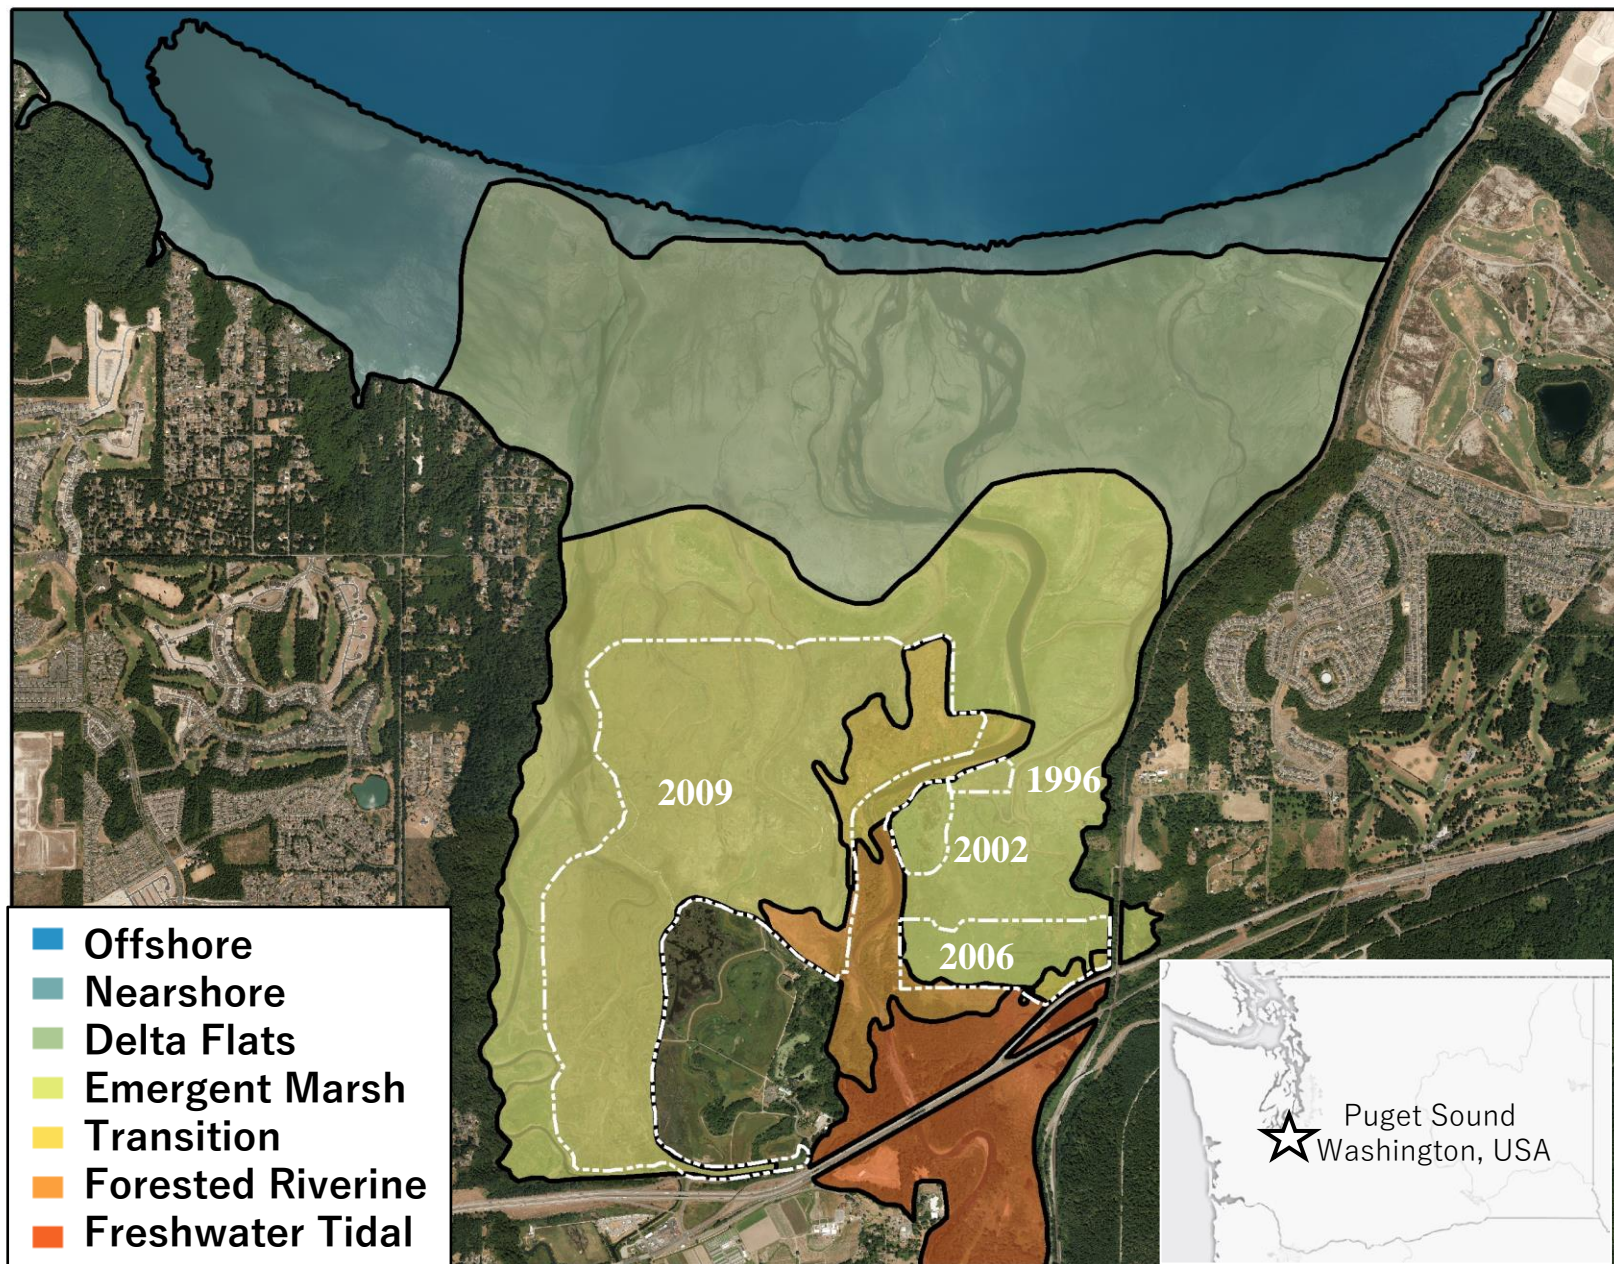 2009
1996
2002
2006
Offshore
Nearshore
Delta Flats
Emergent Marsh
Transition
Forested Riverine
Freshwater Tidal
Puget Sound
Washington, USA